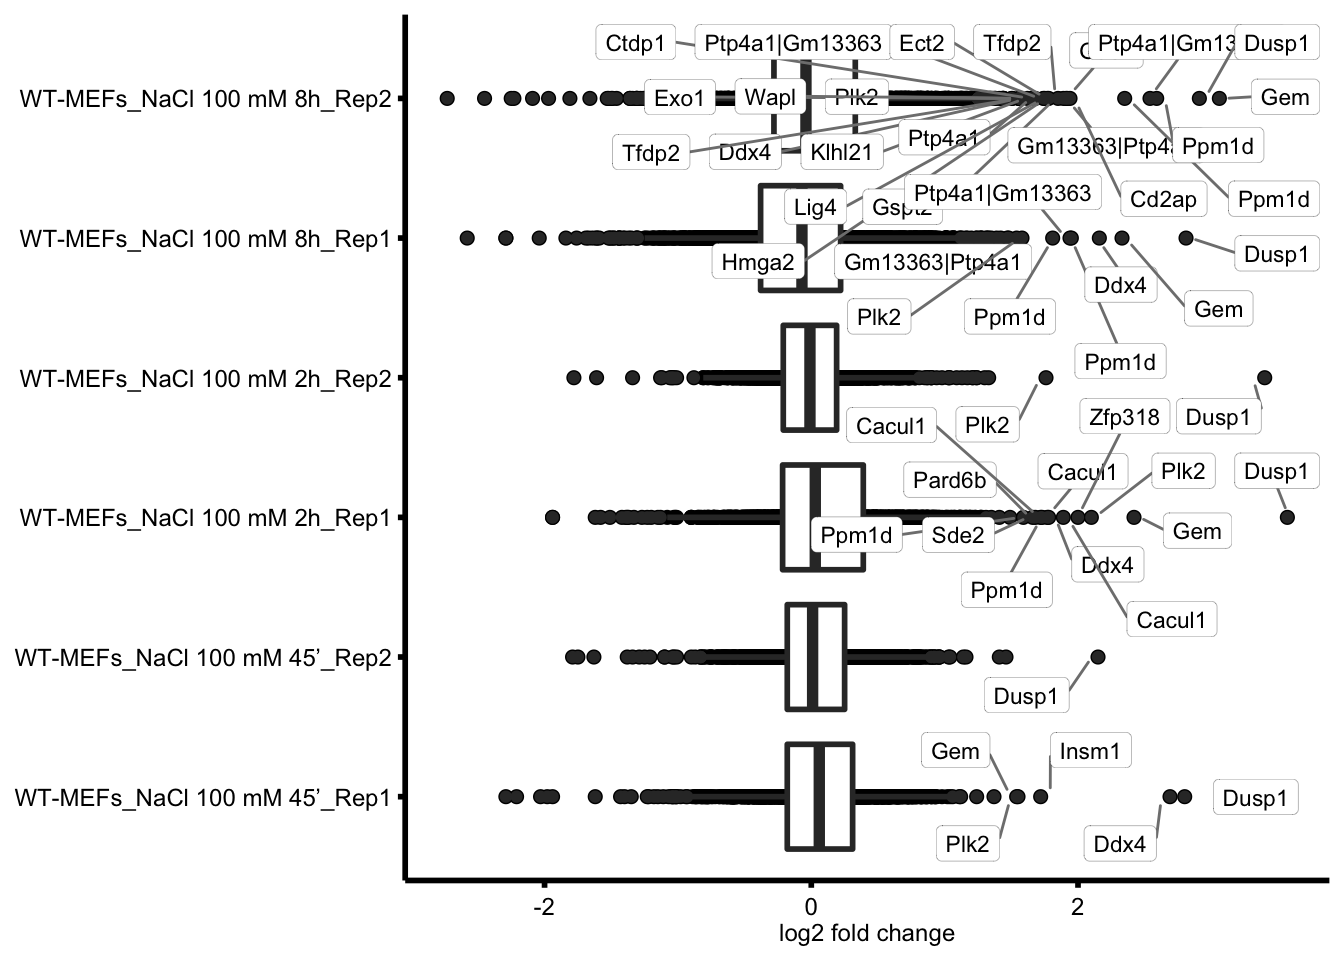 Ctdp1
Ptp4a1|Gm13363
Ect2
Tfdp2
Ptp4a1|Gm13
Dusp1
WT-MEFs_NaCl 100 mM 8h_Rep2
Exo1
Wapl
Plk2
Gem
Tfdp2
Ddx4
Klhl21
Ptp4a1
Gm13363|Ptp4a
Ppm1d
Ptp4a1|Gm13363
Cd2ap
Ppm1d
Lig4
Gspt2
WT-MEFs_NaCl 100 mM 8h_Rep1
Hmga2
Gm13363|Ptp4a1
Dusp1
Ddx4
Plk2
Ppm1d
Gem
Ppm1d
WT-MEFs_NaCl 100 mM 2h_Rep2
Cacul1
Plk2
Zfp318
Dusp1
Pard6b
Cacul1
Plk2
Dusp1
WT-MEFs_NaCl 100 mM 2h_Rep1
Ppm1d
Sde2
Gem
Ppm1d
Ddx4
Cacul1
WT-MEFs_NaCl 100 mM 45’_Rep2
Dusp1
Gem
Insm1
WT-MEFs_NaCl 100 mM 45’_Rep1
Dusp1
Plk2
Ddx4
-2
0
2
log2 fold change